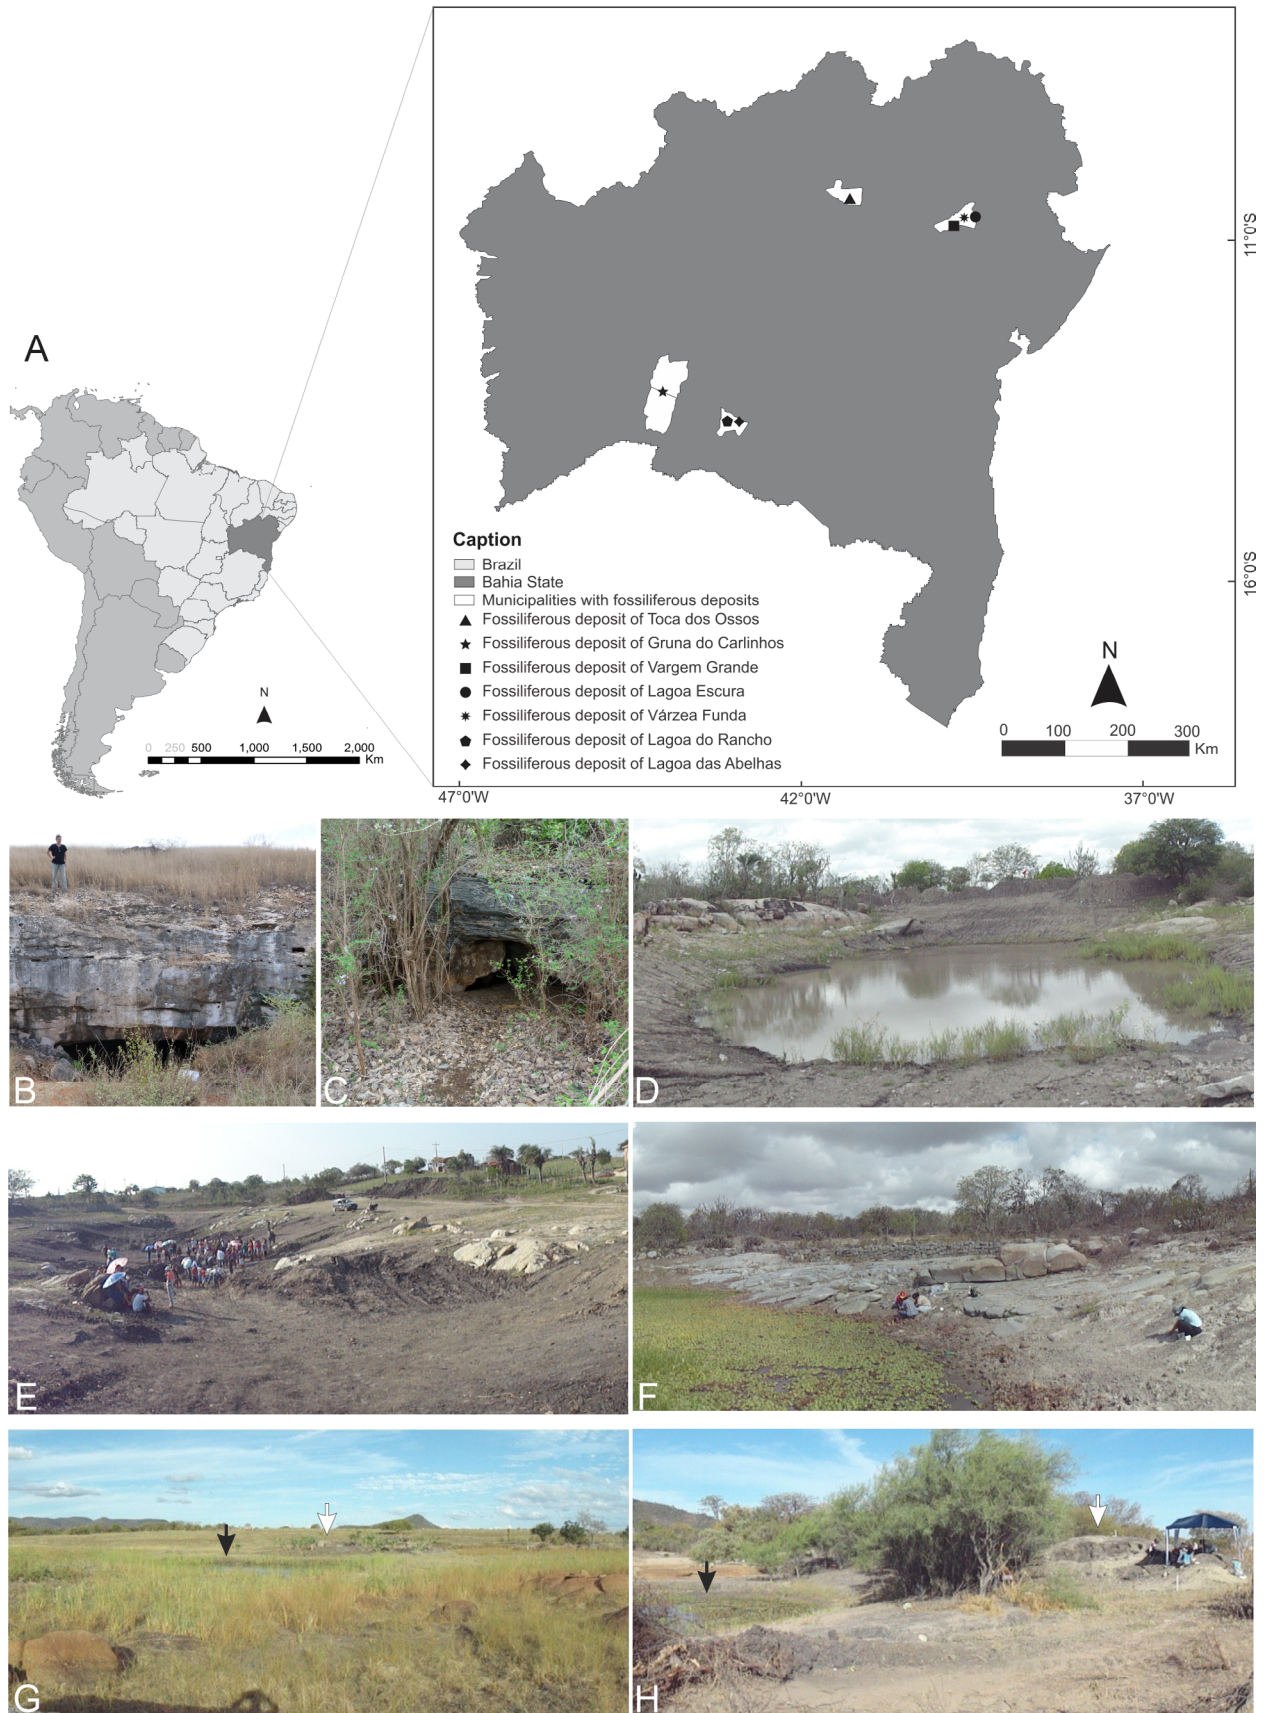 A
N
0 250 500 1,000 1,500 2,000
Km
11°0'S
16°0'S
Caption
Brazil
Bahia State
Municipalities with fossiliferous deposits
Fossiliferous deposit of Toca dos Ossos
Fossiliferous deposit of Gruna do Carlinhos
Fossiliferous deposit of Vargem Grande
Fossiliferous deposit of Lagoa Escura
Fossiliferous deposit of Várzea Funda
Fossiliferous deposit of Lagoa do Rancho
Fossiliferous deposit of Lagoa das Abelhas
N
0 100 200 300
Km
47°0'W 42°0'W 37°0'W
B
C
D
E
F
G
H